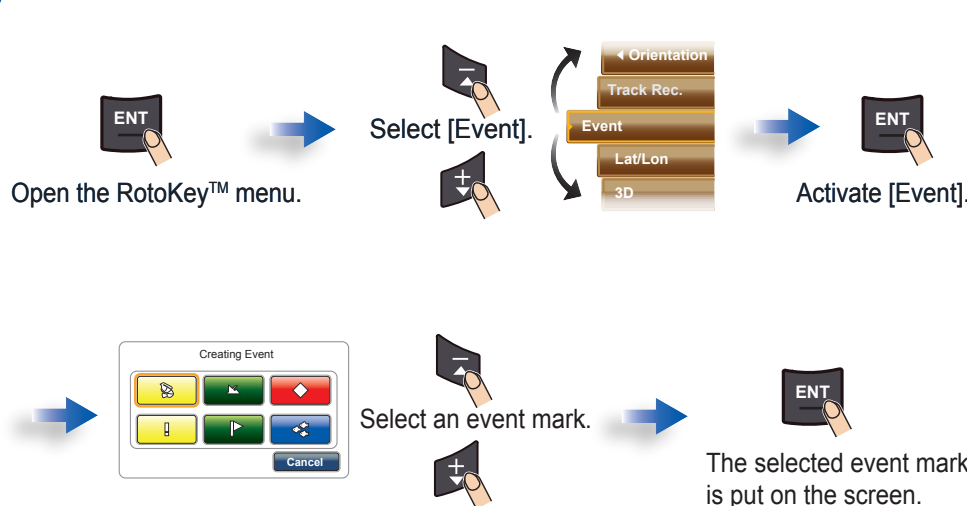 ENT
Open the RotoKey™ menu.
−
Select [Event].
+
Orientation
Track Rec.
Event
Lat/Lon
3D
ENT
Activate [Event].
Creating Event
!
Cancel
−
Select an event mark.
+
ENT
The selected event mark
is put on the screen.